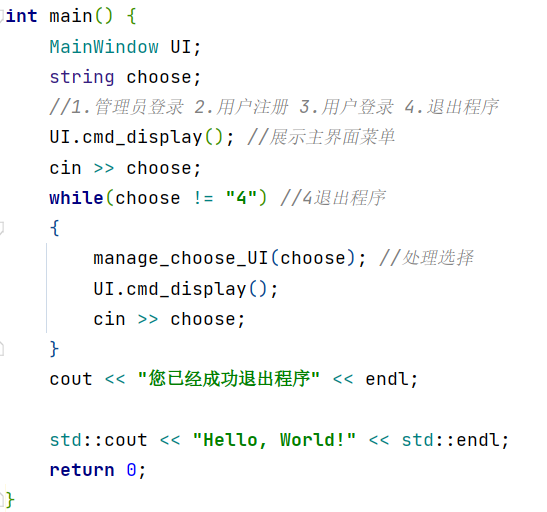 int main() {
MainWindow UI;
string choose;
//1.管理员登录 2.用户注册 3.用户登录 4.退出程序
UI.cmd_display(); //展示主界面菜单
cin >> choose;
while(choose != "4") //4退出程序
{
manage_choose_UI(choose); //处理选择
UI.cmd_display();
cin >> choose;
}
cout << "您已经成功退出程序" << endl;
std::cout << "Hello, World!" << std::endl;
return 0;
}